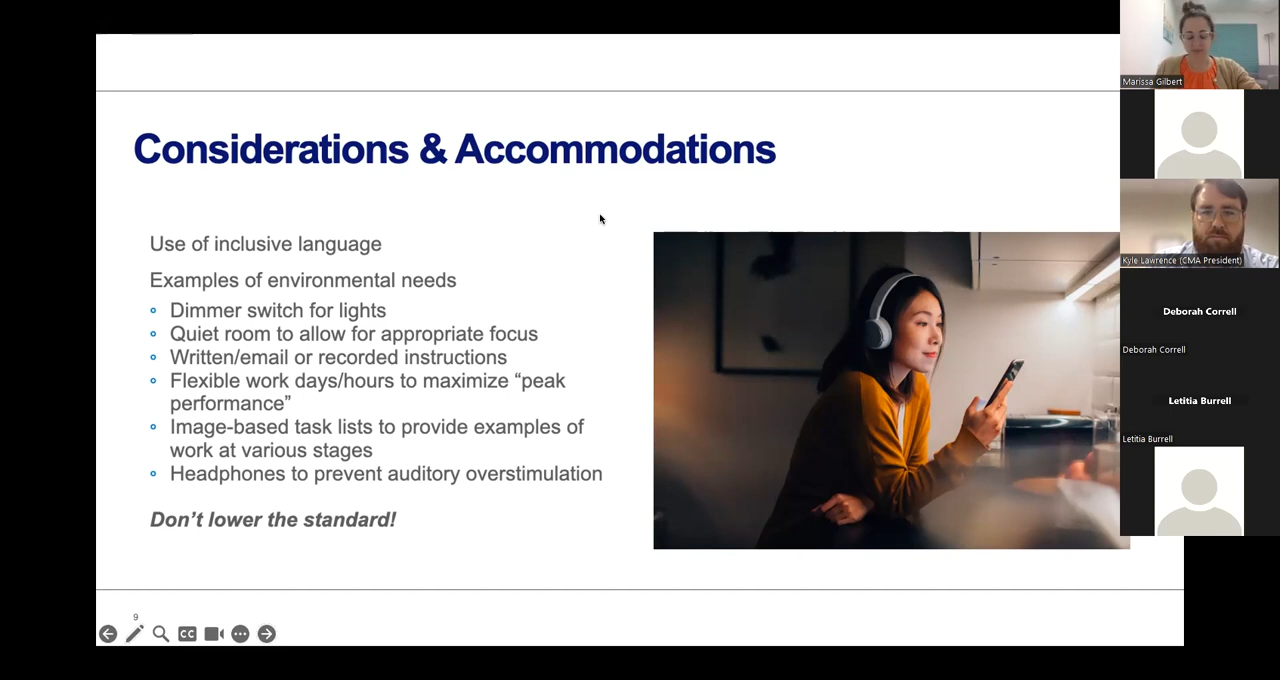 Considerations & Accommodations
Use of inclusive language
Examples of environmental needs
Dimmer switch for lights
Quiet room to allow for appropriate focus
Written/email or recorded instructions
Flexible work days/hours to maximize “peak
performance”
Image-based task lists to provide examples of
work at various stages
Headphones to prevent auditory overstimulation
Don’t lower the standard!
9
CC
Marissa Gilbert
Kyle Lawrence (CMA President)
Deborah Correll
Deborah Correll
Letitia Burrell
Letitia Burrell